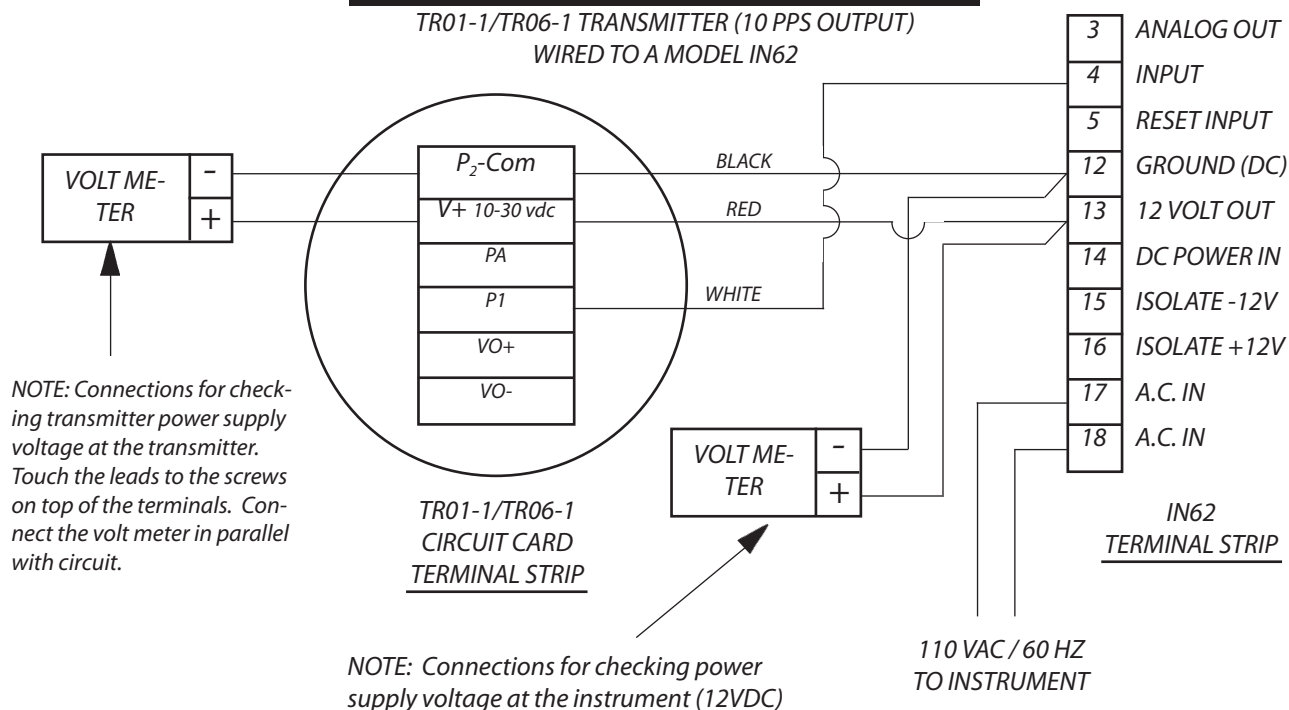 TR01-1/TR06-1 TRANSMITTER (10 PPS OUTPUT)
WIRED TO A MODEL IN62
VOLT ME-
TER
-
+
P2-Com
V+ 10-30 vdc
PA
P1
VO+
VO-
BLACK
RED
WHITE
3 ANALOG OUT
4 INPUT
5 RESET INPUT
12 GROUND (DC)
13 12 VOLT OUT
14 DC POWER IN
15 ISOLATE -12V
16 ISOLATE +12V
17 A.C. IN
18 A.C. IN
NOTE: Connections for check-
ing transmitter power supply
voltage at the transmitter.
Touch the leads to the screws
on top of the terminals. Con-
nect the volt meter in parallel
with circuit.
TR01-1/TR06-1
CIRCUIT CARD
TERMINAL STRIP
VOLT ME-
TER
-
+
IN62
TERMINAL STRIP
NOTE: Connections for checking power
supply voltage at the instrument (12VDC)
110 VAC / 60 HZ
TO INSTRUMENT